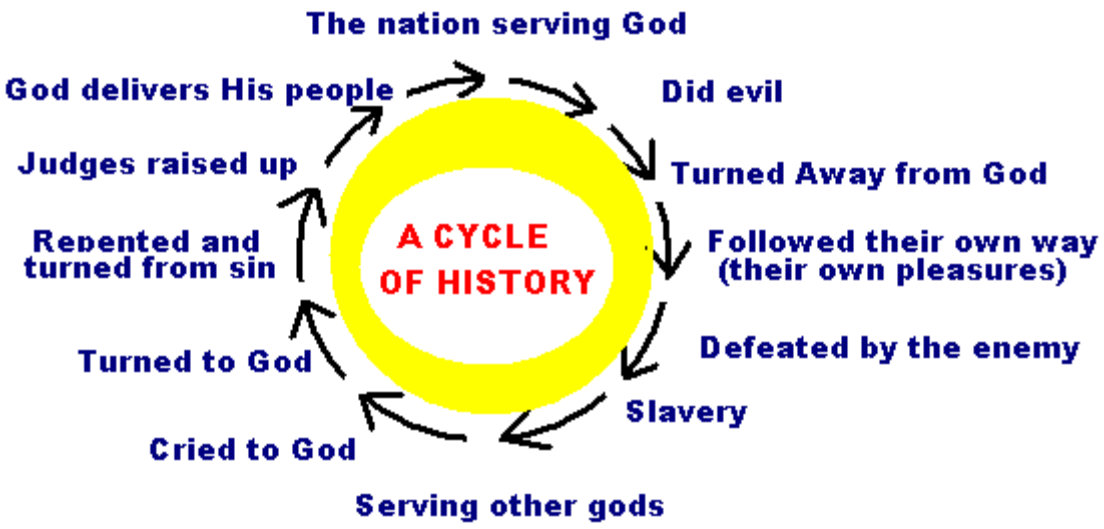 The nation serving God
Did evil
Turned Away from God
Followed their own way
(their own pleasures)
Defeated by the enemy
Slavery
Serving other gods
Cried to God
Turned to God
Repented and
turned from sin
Judges raised up
God delivers His people
A CYCLE
OF HISTORY